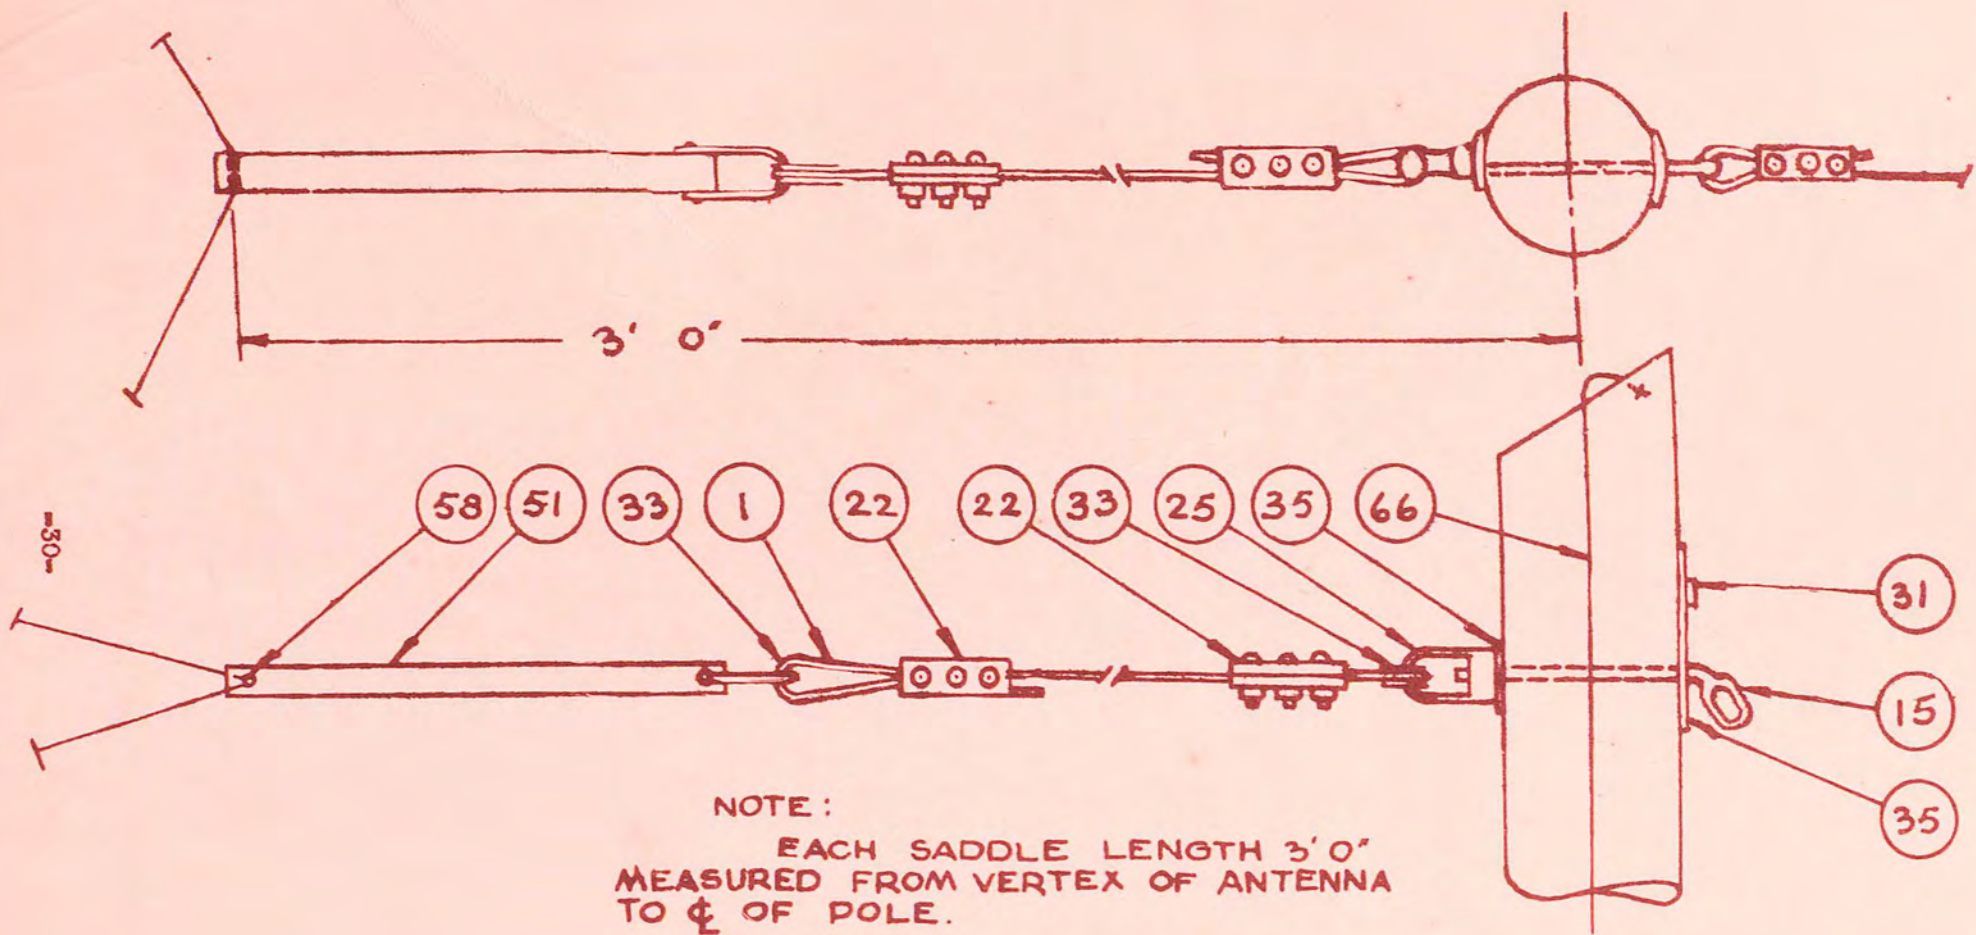 3' 0"
58 51 33 1 22 22 33 25 35 66
31
15
35
-30-
NOTE:
EACH SADDLE LENGTH 3' 0"
MEASURED FROM VERTEX OF ANTENNA
TO ℄ OF POLE.